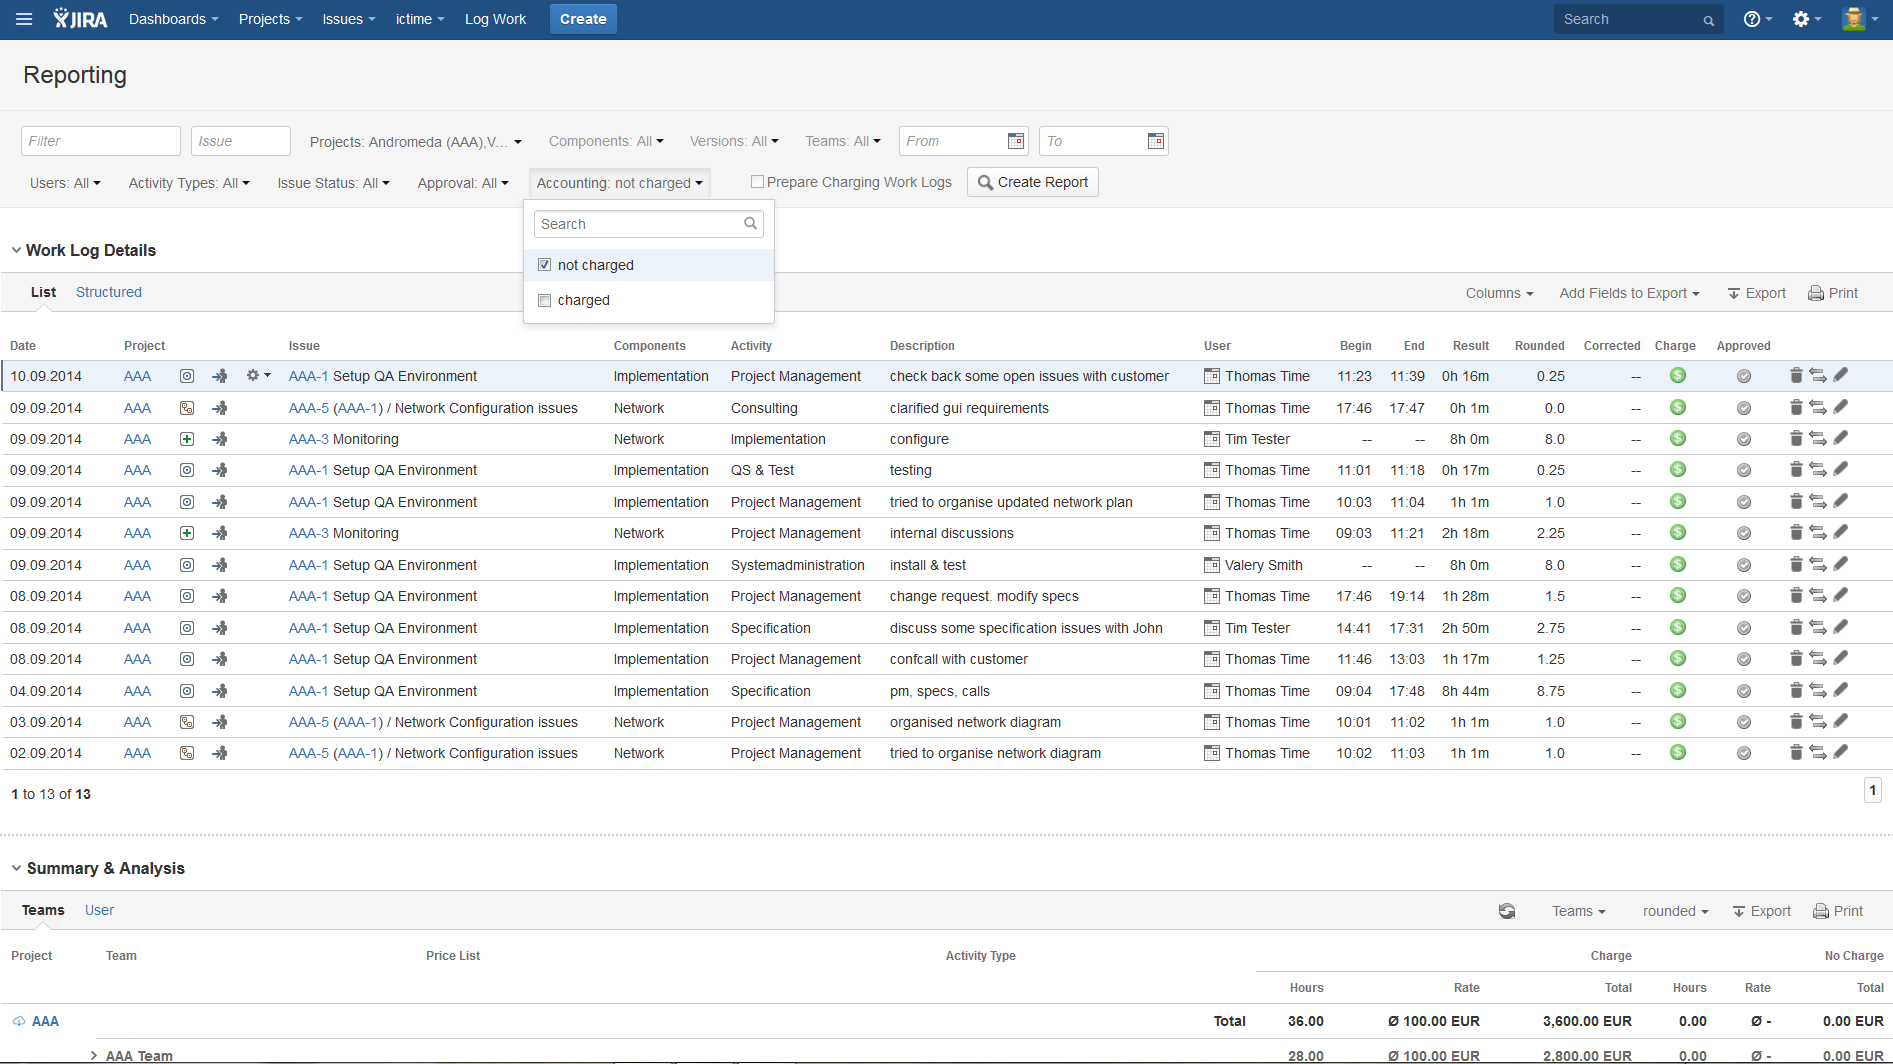 JIRA Dashboards Projects Issues ictime Log Work Create Search
Reporting
Filter Issue Projects: Andromeda (AAA),V... Components: All Versions: All Teams: All From To
Users: All Activity Types: All Issue Status: All Approval: All Accounting: not charged Prepare Charging Work Logs Create Report
Search
not charged
charged
Work Log Details
List Structured Columns Add Fields to Export Export Print
Date Project Issue Components Activity Description User Begin End Result Rounded Corrected Charge Approved
10.09.2014 AAA AAA-1 Setup QA Environment Implementation Project Management check back some open issues with customer Thomas Time 11:23 11:39 0h 16m 0.25 --
09.09.2014 AAA AAA-5 (AAA-1) / Network Configuration issues Network Consulting clarified gui requirements Thomas Time 17:46 17:47 0h 1m 0.0 --
09.09.2014 AAA AAA-3 Monitoring Network Implementation configure Tim Tester -- -- 8h 0m 8.0 --
09.09.2014 AAA AAA-1 Setup QA Environment Implementation QS & Test testing Thomas Time 11:01 11:18 0h 17m 0.25 --
09.09.2014 AAA AAA-1 Setup QA Environment Implementation Project Management tried to organise updated network plan Thomas Time 10:03 11:04 1h 1m 1.0 --
09.09.2014 AAA AAA-3 Monitoring Network Project Management internal discussions Thomas Time 09:03 11:21 2h 18m 2.25 --
09.09.2014 AAA AAA-1 Setup QA Environment Implementation Systemadministration install & test Valery Smith -- -- 8h 0m 8.0 --
08.09.2014 AAA AAA-1 Setup QA Environment Implementation Project Management change request. modify specs Thomas Time 17:46 19:14 1h 28m 1.5 --
08.09.2014 AAA AAA-1 Setup QA Environment Implementation Specification discuss some specification issues with John Tim Tester 14:41 17:31 2h 50m 2.75 --
08.09.2014 AAA AAA-1 Setup QA Environment Implementation Project Management confcall with customer Thomas Time 11:46 13:03 1h 17m 1.25 --
04.09.2014 AAA AAA-1 Setup QA Environment Implementation Specification pm, specs, calls Thomas Time 09:04 17:48 8h 44m 8.75 --
03.09.2014 AAA AAA-5 (AAA-1) / Network Configuration issues Network Project Management organised network diagram Thomas Time 10:01 11:02 1h 1m 1.0 --
02.09.2014 AAA AAA-5 (AAA-1) / Network Configuration issues Network Project Management tried to organise network diagram Thomas Time 10:02 11:03 1h 1m 1.0 --
1 to 13 of 13 1
Summary & Analysis
Teams User Teams rounded Export Print
Project Team Price List Activity Type Charge No Charge
Hours Rate Total Hours Rate Total
AAA Total 36.00 Ø 100.00 EUR 3,600.00 EUR 0.00 Ø - 0.00 EUR
AAA Team 28.00 Ø 100.00 EUR 2,800.00 EUR 0.00 Ø - 0.00 EUR